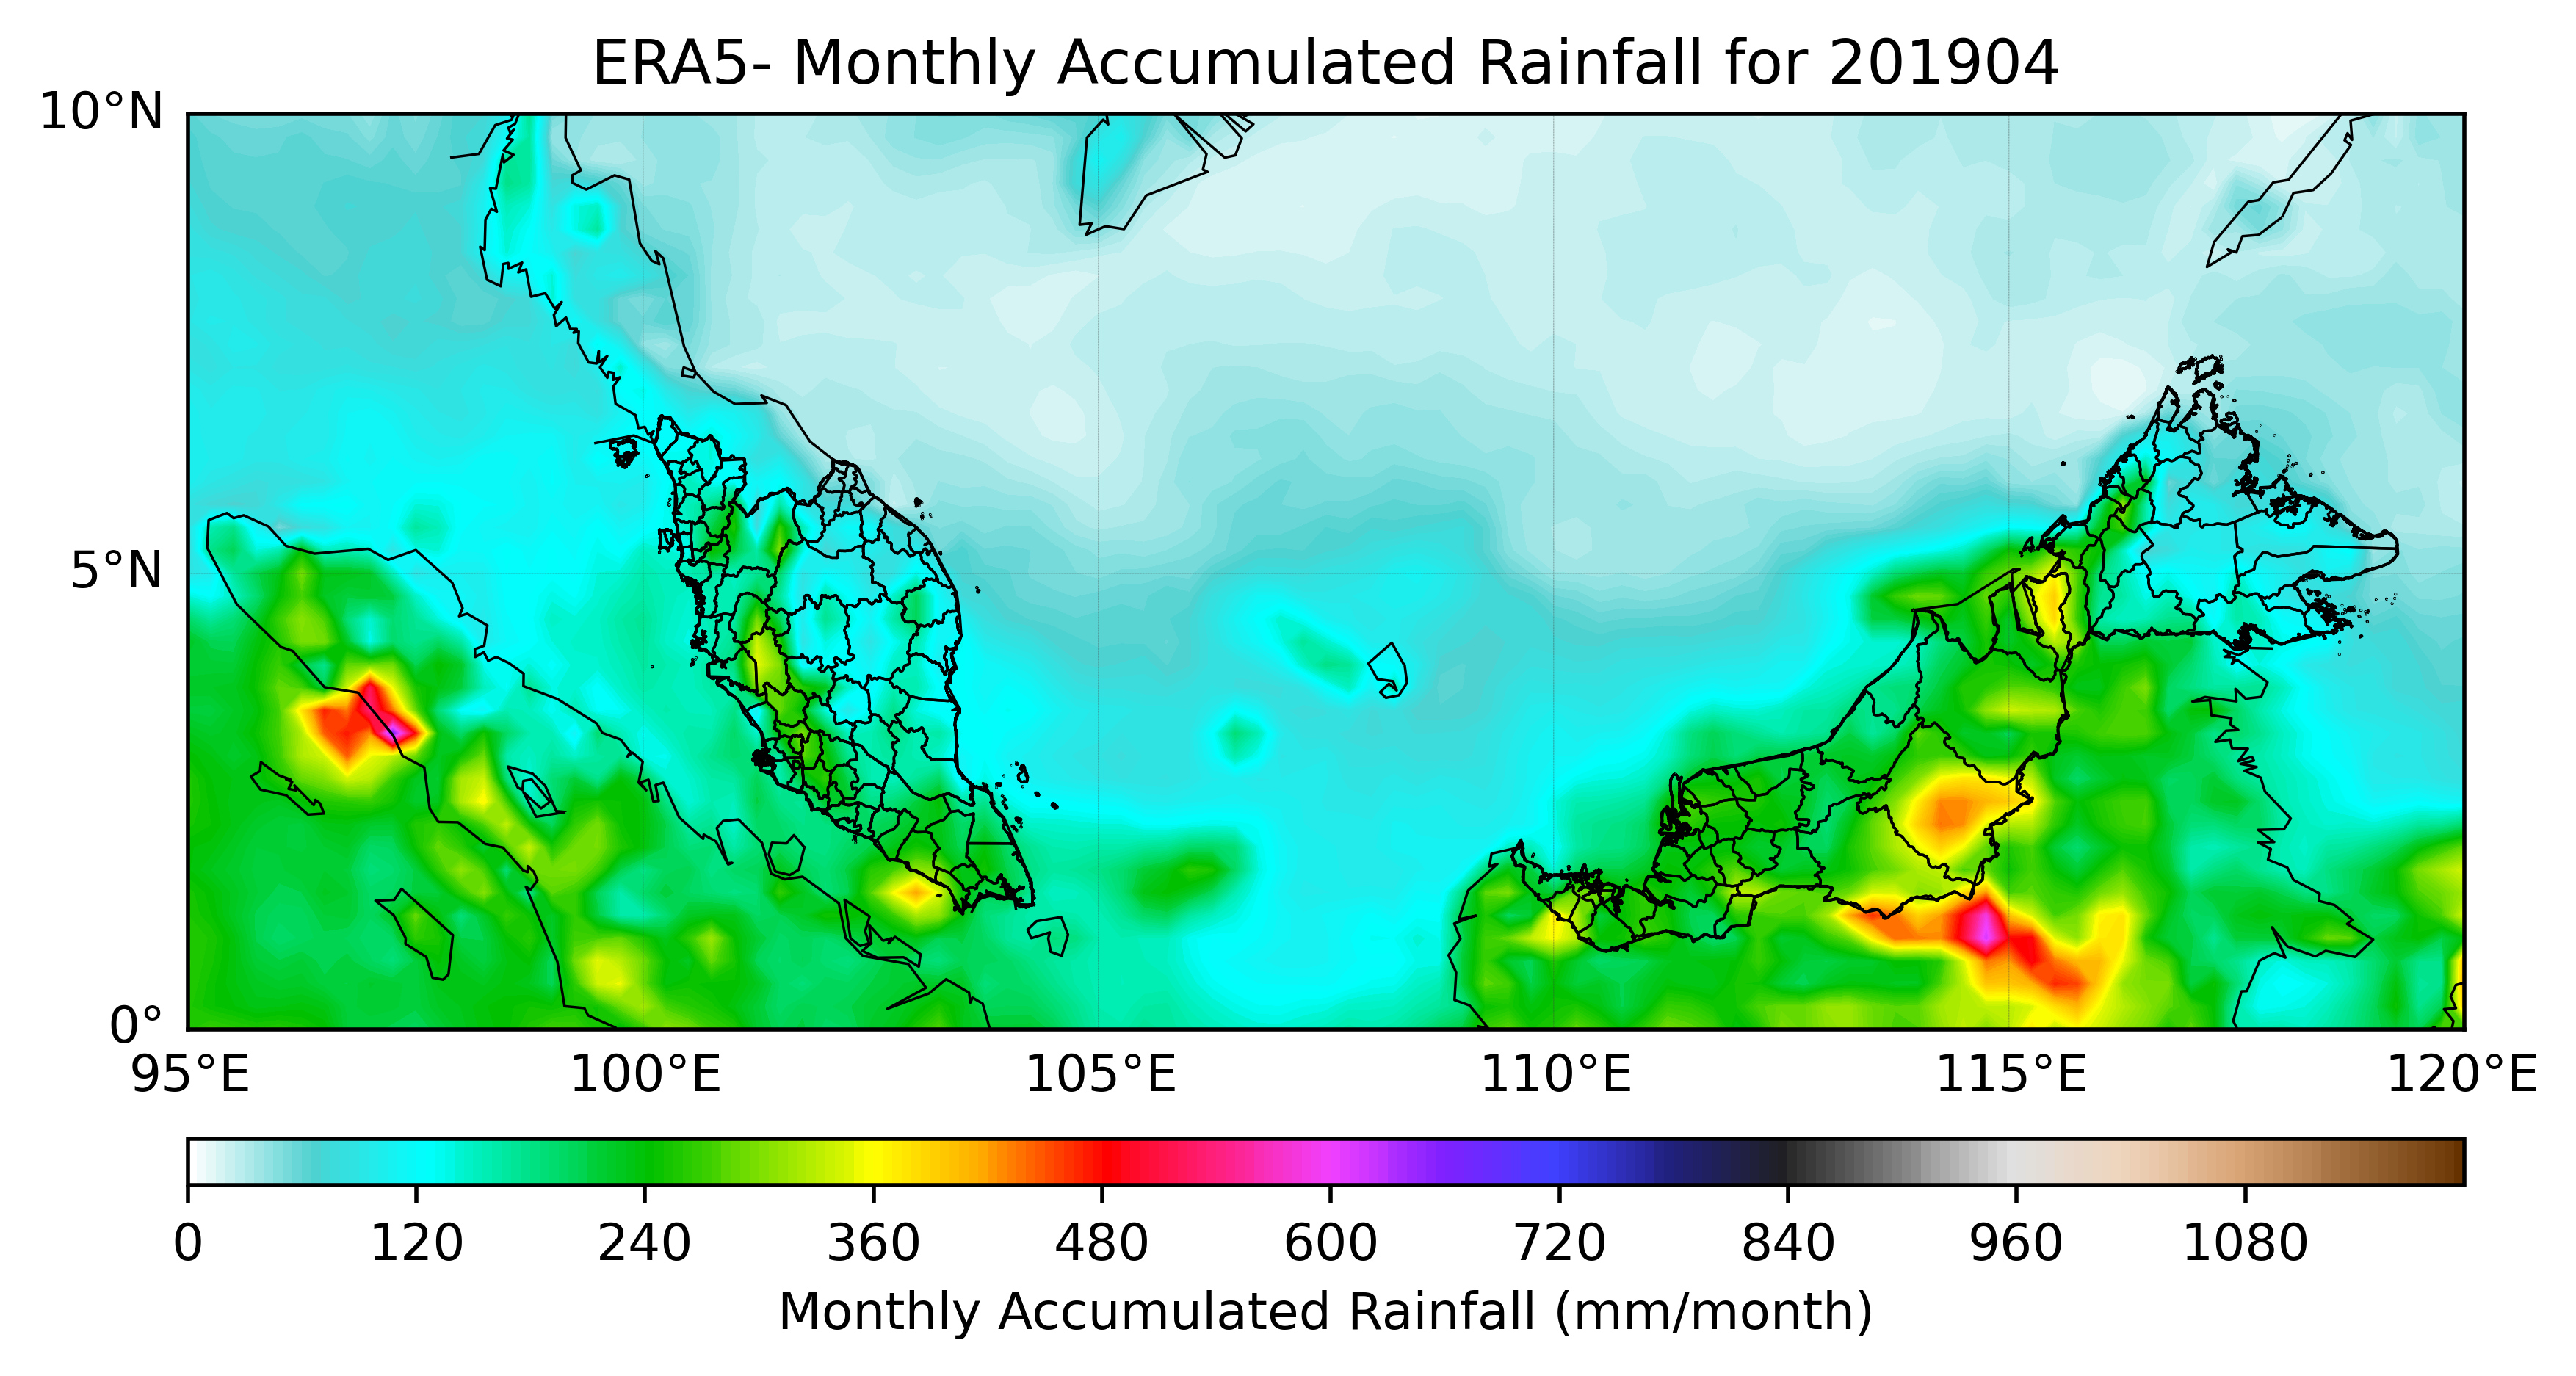 ERA5- Monthly Accumulated Rainfall for 201904
10°N
5°N
0°
95°E 100°E 105°E 110°E 115°E 120°E
0 120 240 360 480 600 720 840 960 1080
Monthly Accumulated Rainfall (mm/month)